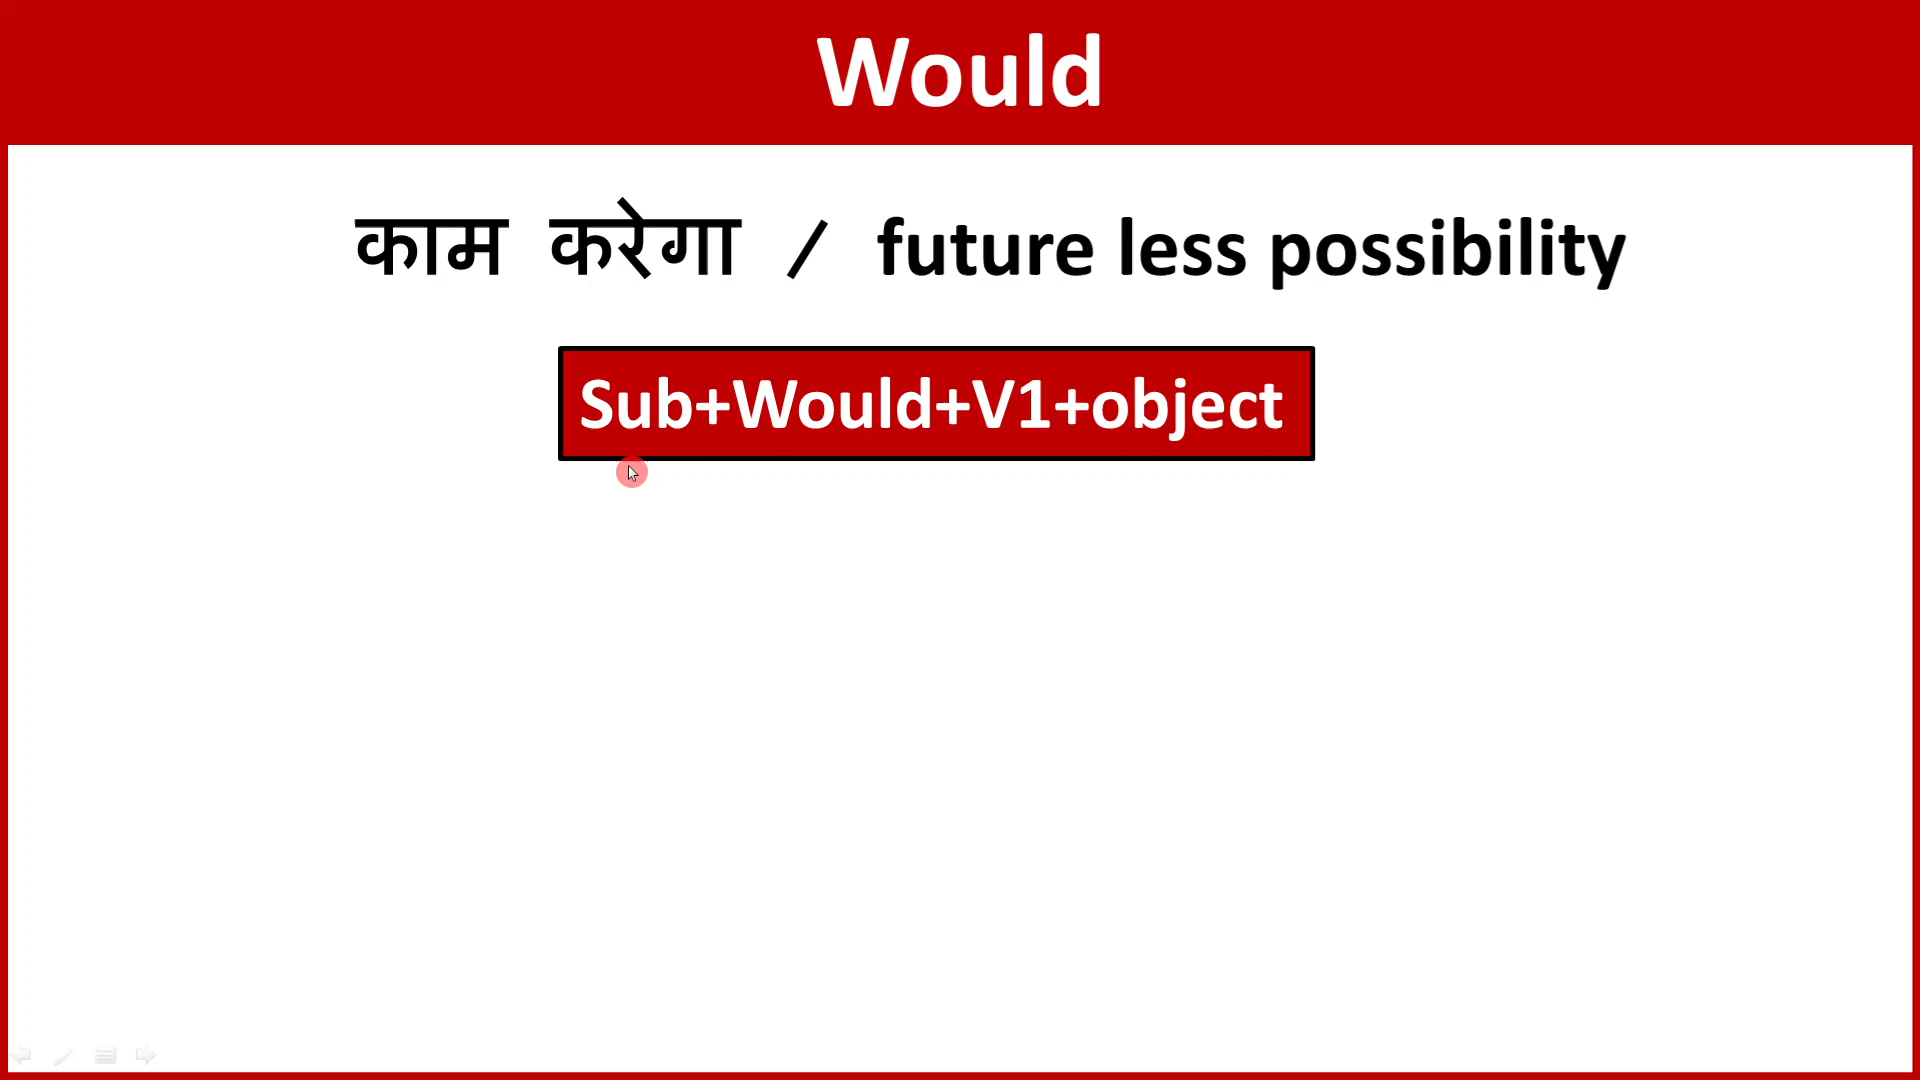 Would
काम करेगा / future less possibility
Sub+Would+V1+object